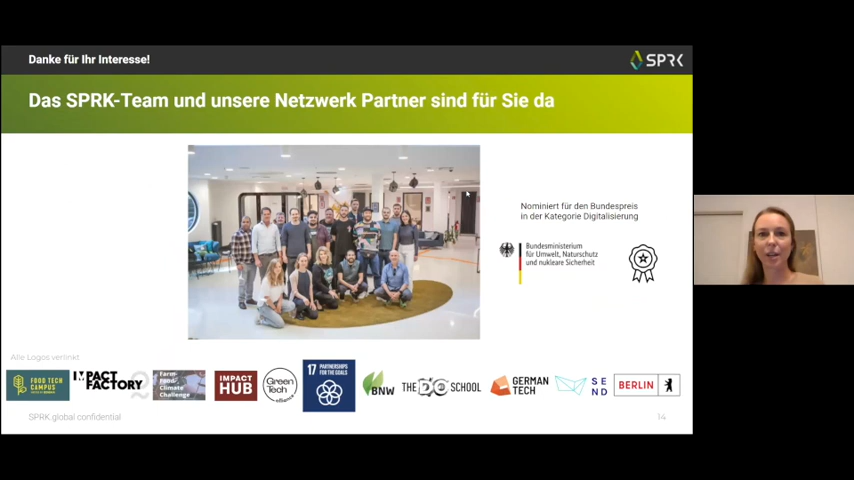 Danke für Ihr Interesse!
SPRK
Das SPRK-Team und unsere Netzwerk Partner sind für Sie da
Nominiert für den Bundespreis
in der Kategorie Digitalisierung
Bundesministerium
für Umwelt, Naturschutz
und nukleare Sicherheit
Alle Logos verlinkt
FOOD TECH
CAMPUS
IMPACT
FACTORY
Farm-
Food-
Climate
Challenge
IMPACT
HUB
Green
Tech
alliance
17 PARTNERSHIPS
FOR THE GOALS
BNW
THE DO SCHOOL
GERMAN
TECH
SEND
BERLIN
SPRK.global confidential
14